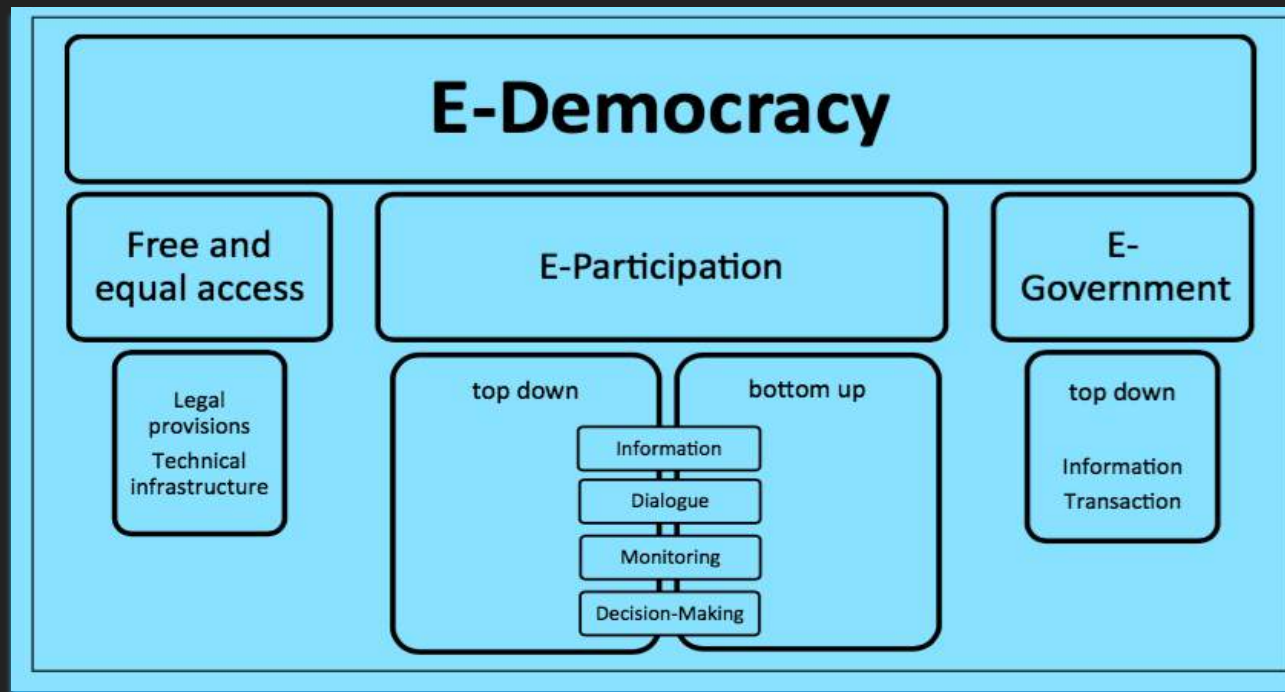 E-Democracy
Free and
equal access
E-Participation
E-
Government
Legal
provisions
Technical
infrastructure
top down
bottom up
Information
Dialogue
Monitoring
Decision-Making
top down
Information
Transaction